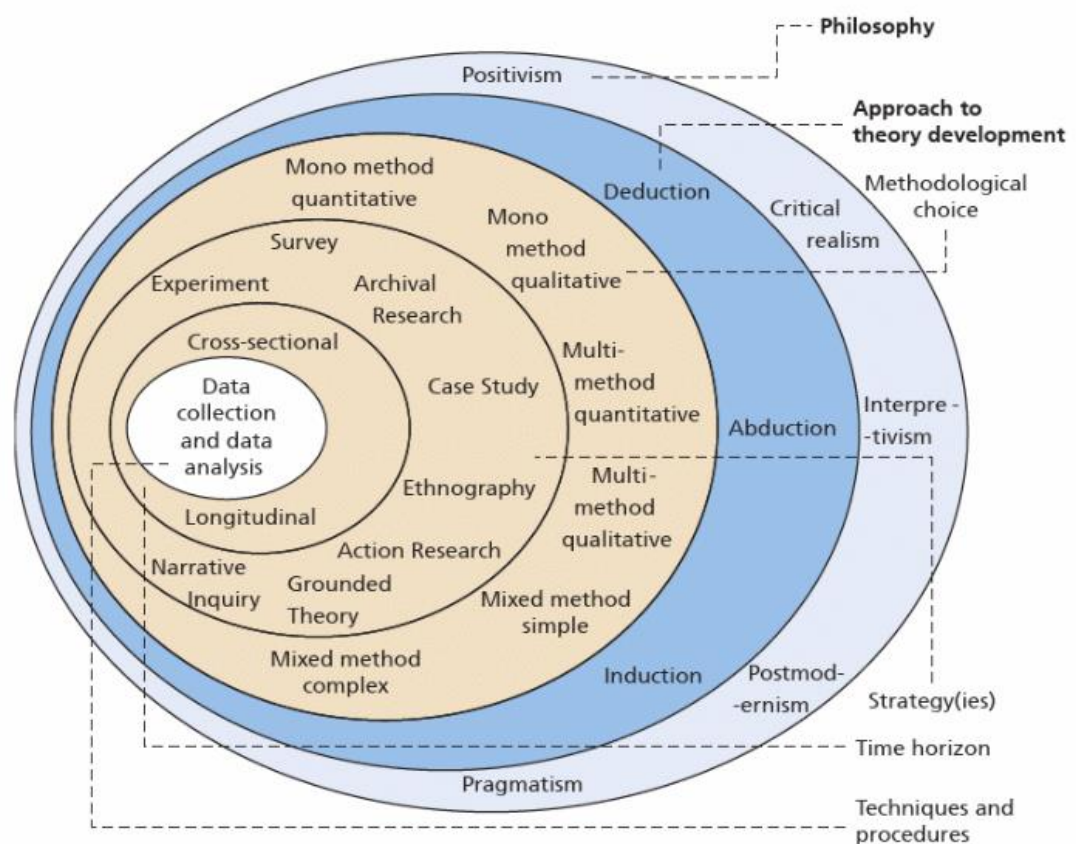 Philosophy
Positivism
Approach to
theory development
Mono method
quantitative
Deduction
Methodological
choice
Mono
method
qualitative
Critical
realism
Survey
Experiment
Archival
Research
Cross-sectional
Multi-
method
quantitative
Data
collection
and data
analysis
Case Study
Abduction
Interpre -
-tivism
Multi-
method
qualitative
Ethnography
Longitudinal
Action Research
Narrative
Inquiry
Grounded
Theory
Mixed method
simple
Mixed method
complex
Induction
Postmod-
-ernism
Strategy(ies)
Time horizon
Pragmatism
Techniques and
procedures